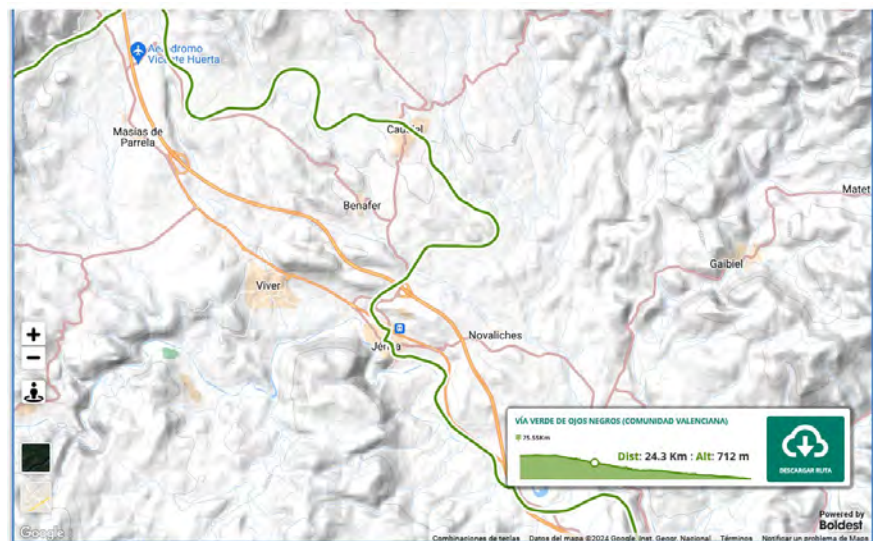 Aeródromo
Vicente Huerta
Masías de
Parrela
Caudiel
Benafer
Matet
Gaibiel
Viver
Novaliches
Jérica
+
−
VÍA VERDE DE OJOS NEGROS (COMUNIDAD VALENCIANA)
75.55Km
Dist: 24.3 Km : Alt: 712 m
DESCARGAR RUTA
Powered by
Boldest
Google
Combinaciones de teclas Datos del mapa ©2024 Google, Inst. Geogr. Nacional Términos Notificar un problema de Maps